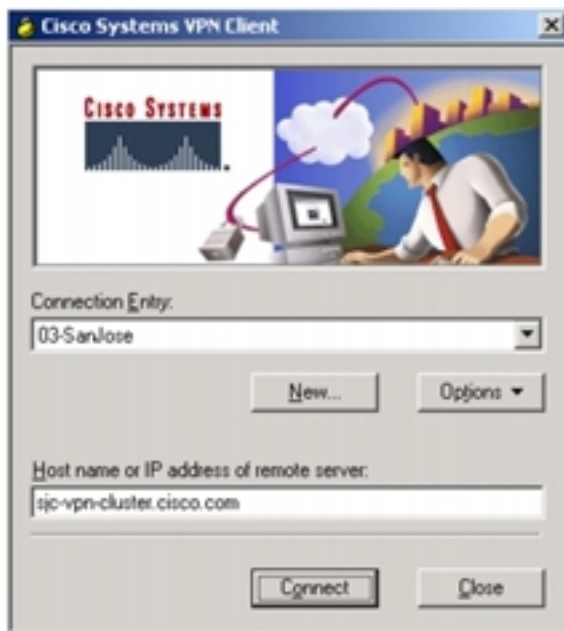 Cisco Systems VPN Client
CISCO SYSTEMS
Connection Entry:
03-SanJose
New...
Options
Host name or IP address of remote server:
sjc-vpn-cluster.cisco.com
Connect
Close